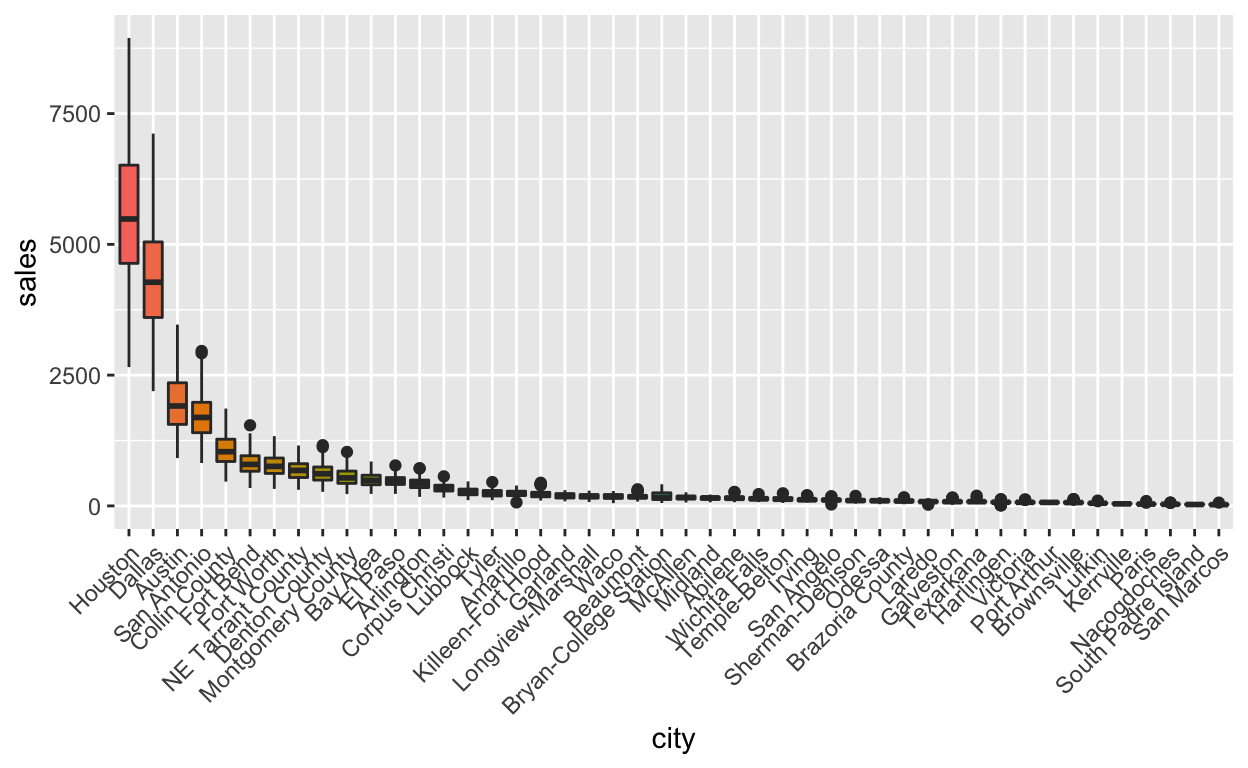 7500
5000
2500
0
sales
Houston
Dallas
Austin
San Antonio
Collin County
Fort Bend
Fort Worth
NE Tarrant County
Denton County
Montgomery County
Bay Area
El Paso
Arlington
Corpus Christi
Lubbock
Tyler
Amarillo
Killeen-Fort Hood
Garland
Longview-Marshall
Waco
Beaumont
Bryan-College Station
McAllen
Midland
Abilene
Wichita Falls
Temple-Belton
Irving
San Angelo
Sherman-Denison
Odessa
Brazoria County
Laredo
Galveston
Texarkana
Harlingen
Victoria
Port Arthur
Brownsville
Lufkin
Kerrville
Paris
Nacogdoches
South Padre Island
San Marcos
city